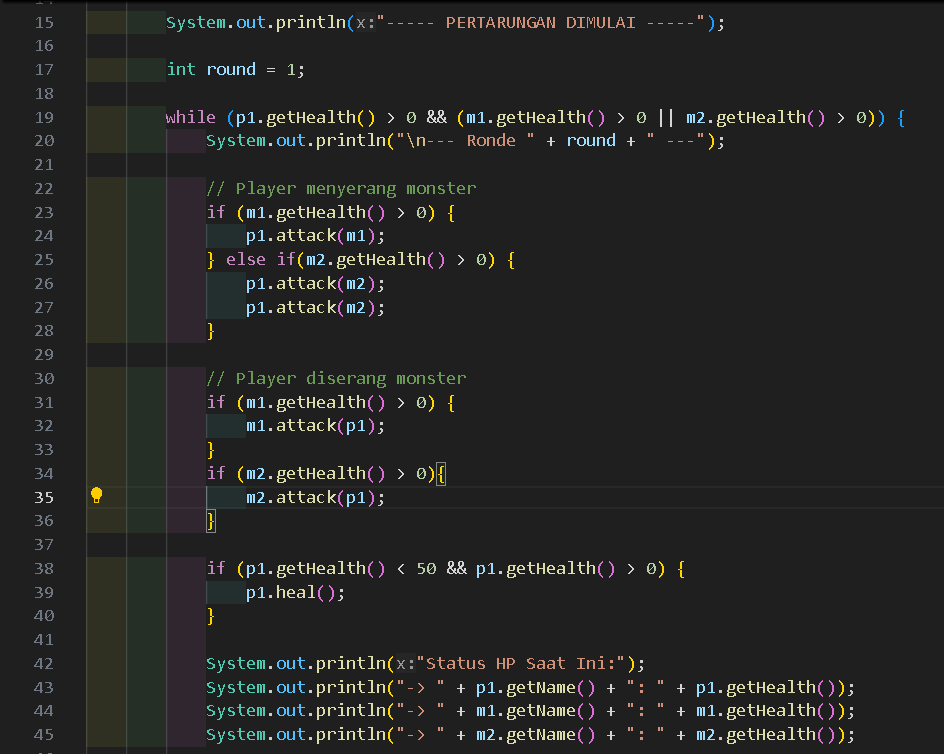 15 System.out.println(x:"----- PERTARUNGAN DIMULAI -----");
16
17 int round = 1;
18
19 while (p1.getHealth() > 0 && (m1.getHealth() > 0 || m2.getHealth() > 0)) {
20 System.out.println("\n--- Ronde " + round + " ---");
21
22 // Player menyerang monster
23 if (m1.getHealth() > 0) {
24 p1.attack(m1);
25 } else if(m2.getHealth() > 0) {
26 p1.attack(m2);
27 p1.attack(m2);
28 }
29
30 // Player diserang monster
31 if (m1.getHealth() > 0) {
32 m1.attack(p1);
33 }
34 if (m2.getHealth() > 0){
35 m2.attack(p1);
36 }
37
38 if (p1.getHealth() < 50 && p1.getHealth() > 0) {
39 p1.heal();
40 }
41
42 System.out.println(x:"Status HP Saat Ini:");
43 System.out.println("-> " + p1.getName() + ": " + p1.getHealth());
44 System.out.println("-> " + m1.getName() + ": " + m1.getHealth());
45 System.out.println("-> " + m2.getName() + ": " + m2.getHealth());